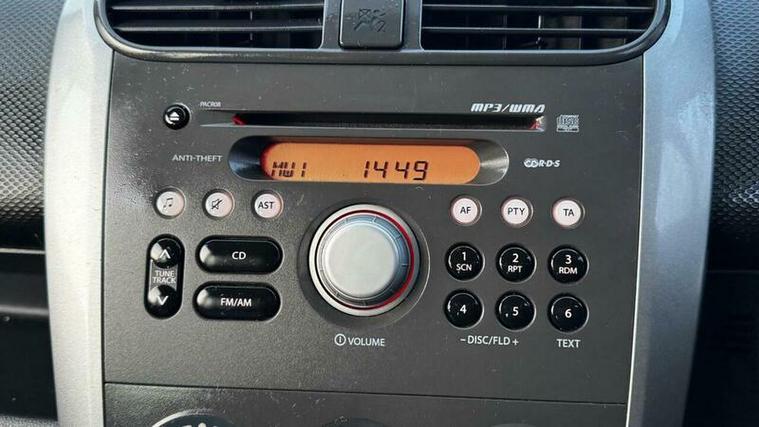 PACR08
MP3/WMA
ANTI-THEFT
MW1 1449
R·D·S
AST
AF
PTY
TA
TUNE
TRACK
CD
FM/AM
1
SCN
2
RPT
3
RDM
4
5
6
VOLUME
- DISC/FLD +
TEXT